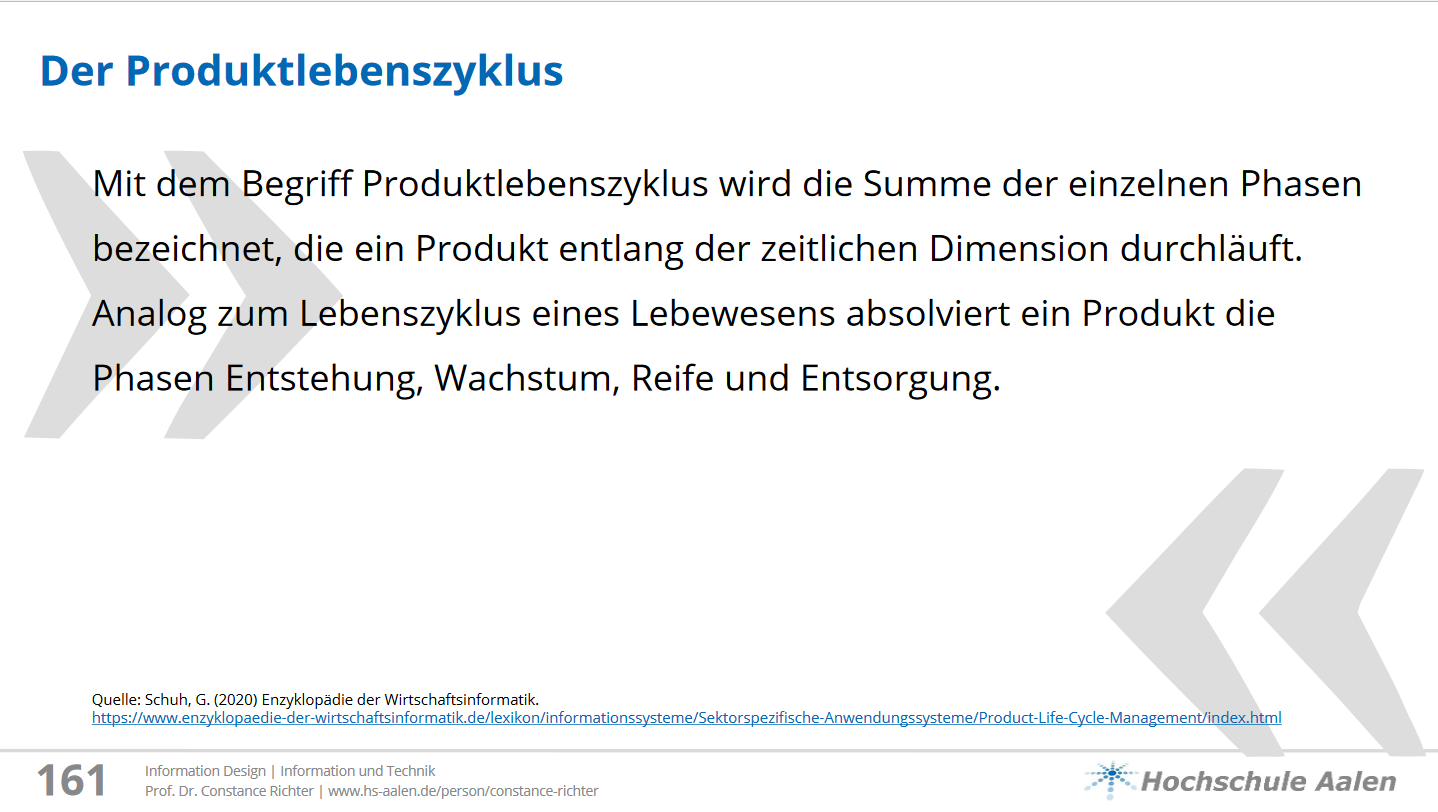 Der Produktlebenszyklus
Mit dem Begriff Produktlebenszyklus wird die Summe der einzelnen Phasen
bezeichnet, die ein Produkt entlang der zeitlichen Dimension durchläuft.
Analog zum Lebenszyklus eines Lebewesens absolviert ein Produkt die
Phasen Entstehung, Wachstum, Reife und Entsorgung.
Quelle: Schuh, G. (2020) Enzyklopädie der Wirtschaftsinformatik.
https://www.enzyklopaedie-der-wirtschaftsinformatik.de/lexikon/informationssysteme/Sektorspezifische-Anwendungssysteme/Product-Life-Cycle-Management/index.html
161
Information Design | Information und Technik
Prof. Dr. Constance Richter | www.hs-aalen.de/person/constance-richter
Hochschule Aalen